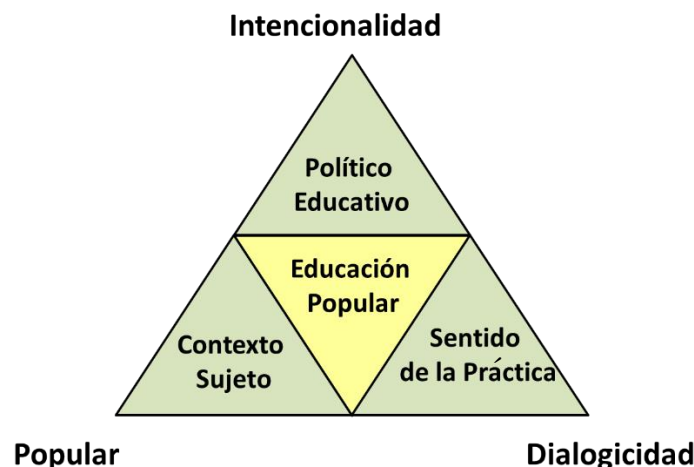 Intencionalidad
Político
Educativo
Educación
Popular
Contexto
Sujeto
Sentido
de la Práctica
Popular
Dialogicidad